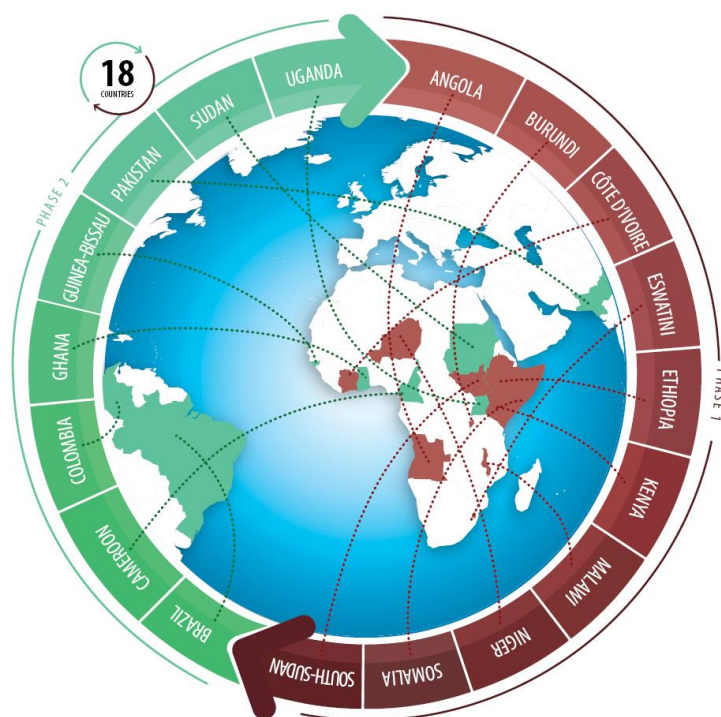 18
COUNTRIES
PHASE 1
ANGOLA
BURUNDI
CÔTE D'IVOIRE
ESWATINI
ETHIOPIA
KENYA
MALAWI
NIGER
SOMALIA
SOUTH-SUDAN
PHASE 2
BRAZIL
CAMEROON
COLOMBIA
GHANA
GUINEA-BISSAU
PAKISTAN
SUDAN
UGANDA